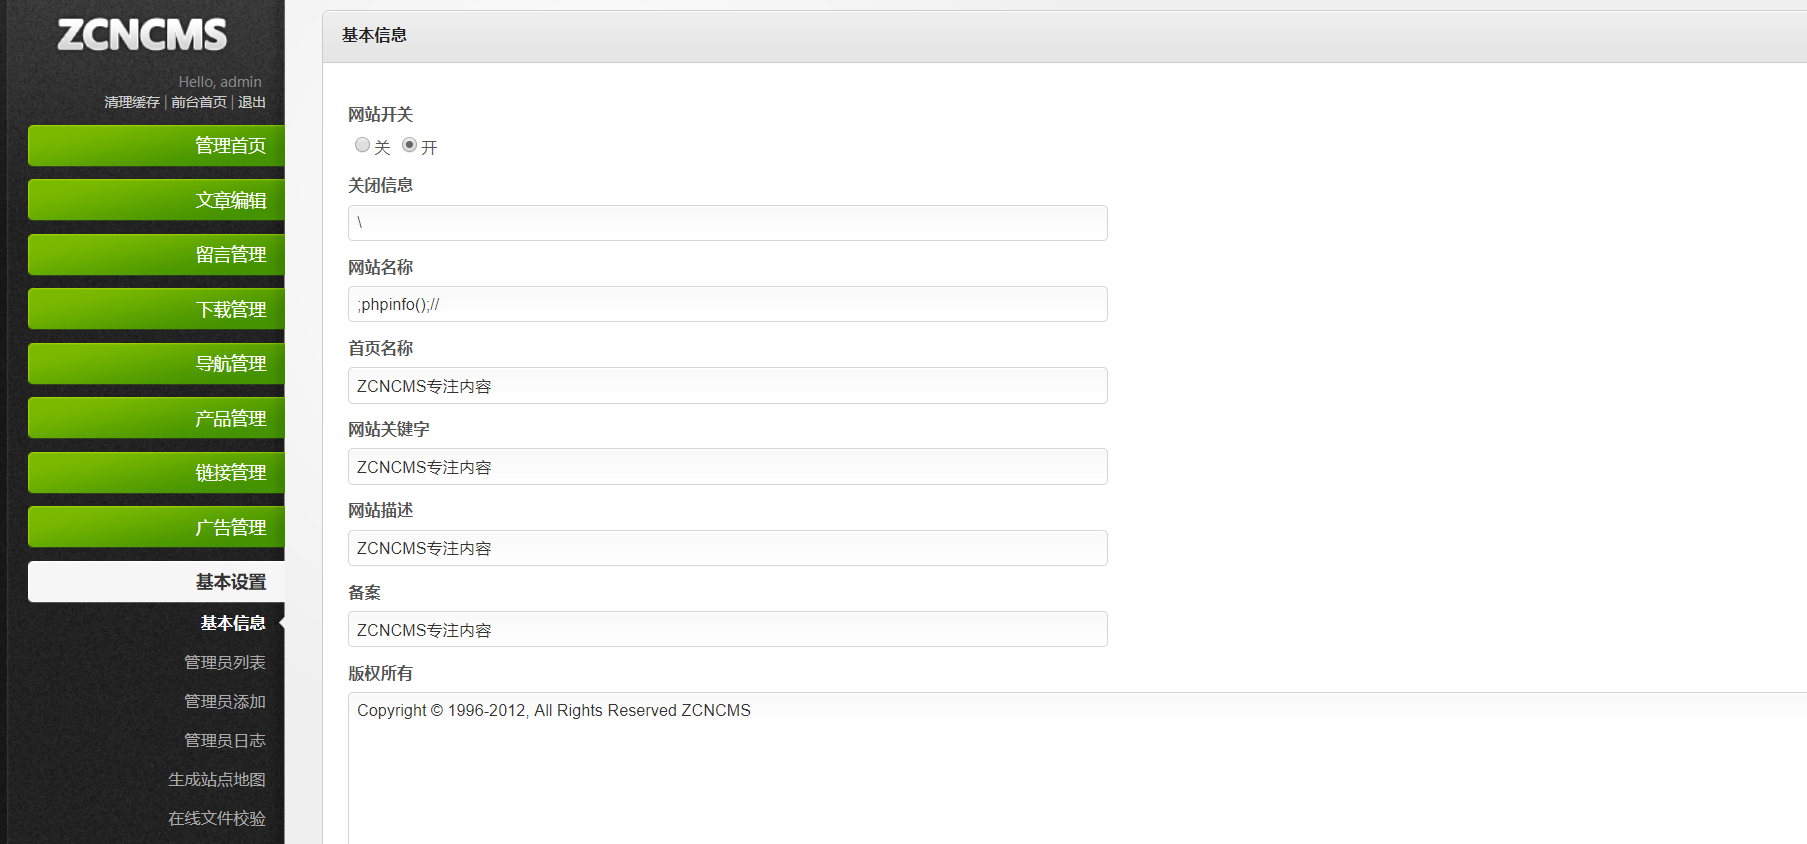 ZCNCMS
Hello, admin
清理缓存 | 前台首页 | 退出
管理首页
文章编辑
留言管理
下载管理
导航管理
产品管理
链接管理
广告管理
基本设置
基本信息
管理员列表
管理员添加
管理员日志
生成站点地图
在线文件校验
基本信息
网站开关
关 开
关闭信息
\
网站名称
;phpinfo();//
首页名称
ZCNCMS专注内容
网站关键字
ZCNCMS专注内容
网站描述
ZCNCMS专注内容
备案
ZCNCMS专注内容
版权所有
Copyright © 1996-2012, All Rights Reserved ZCNCMS